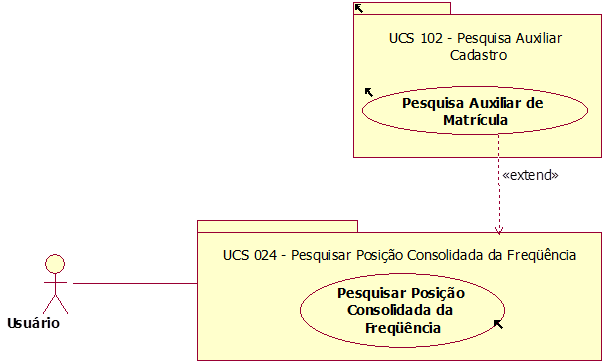 UCS 102 - Pesquisa Auxiliar
Cadastro
Pesquisa Auxiliar de
Matrícula
«extend»
UCS 024 - Pesquisar Posição Consolidada da Freqüência
Pesquisar Posição
Consolidada da
Freqüência
Usuário